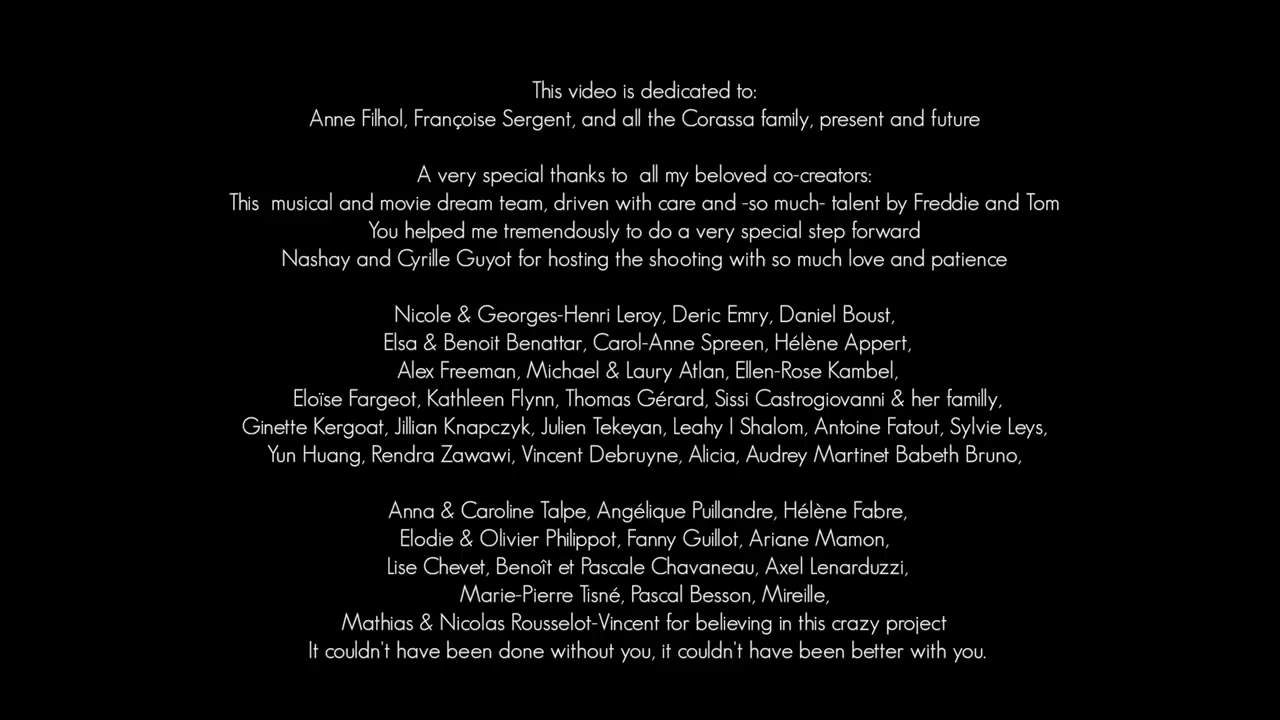 This video is dedicated to:
Anne Filhol, Françoise Sergent, and all the Corassa family, present and future
A very special thanks to  all my beloved co-creators:
This  musical and movie dream team, driven with care and -so much- talent by Freddie and Tom
You helped me tremendously to do a very special step forward
Nashay and Cyrille Guyot for hosting the shooting with so much love and patience
Nicole & Georges-Henri Leroy, Deric Emry, Daniel Boust,
Elsa & Benoit Benattar, Carol-Anne Spreen, Hélène Appert,
Alex Freeman, Michael & Laury Atlan, Ellen-Rose Kambel,
Eloïse Fargeot, Kathleen Flynn, Thomas Gérard, Sissi Castrogiovanni & her familly,
Ginette Kergoat, Jillian Knapczyk, Julien Tekeyan, Leahy I Shalom, Antoine Fatout, Sylvie Leys,
Yun Huang, Rendra Zawawi, Vincent Debruyne, Alicia, Audrey Martinet Babeth Bruno,
Anna & Caroline Talpe, Angélique Puillandre, Hélène Fabre,
Elodie & Olivier Philippot, Fanny Guillot, Ariane Mamon,
Lise Chevet, Benoît et Pascale Chavaneau, Axel Lenarduzzi,
Marie-Pierre Tisné, Pascal Besson, Mireille,
Mathias & Nicolas Rousselot-Vincent for believing in this crazy project
It couldn't have been done without you, it couldn't have been better with you.